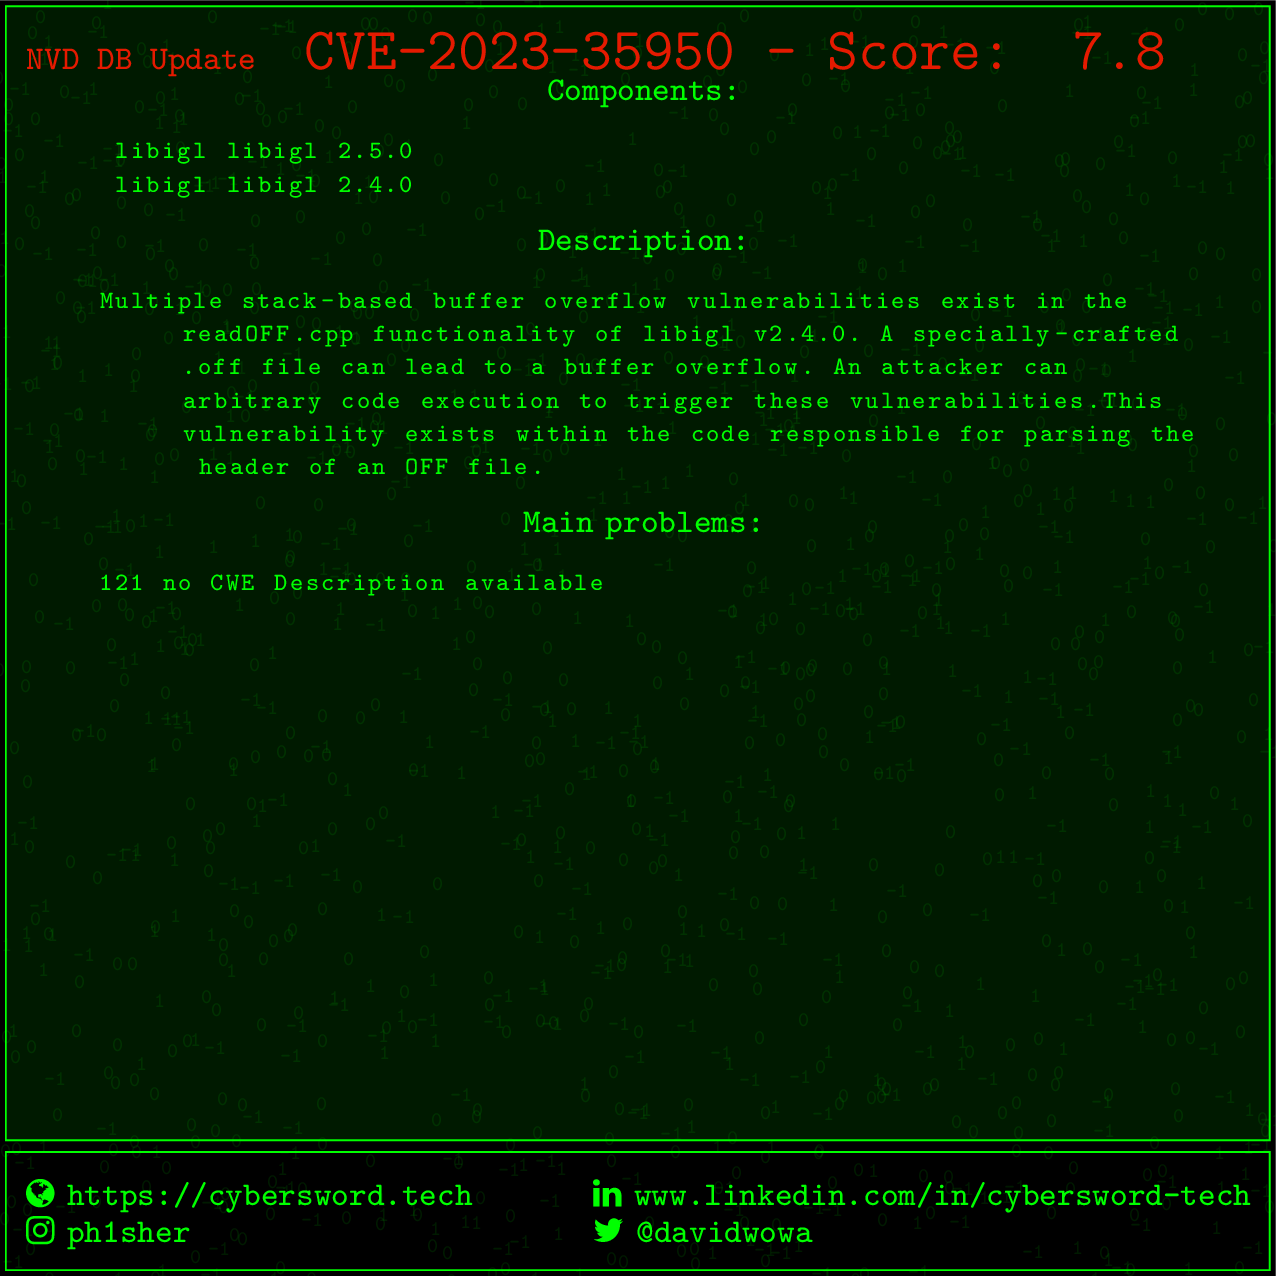 NVD DB Update CVE-2023-35950 - Score: 7.8
Components:
libigl libigl 2.5.0
libigl libigl 2.4.0
Description:
Multiple stack-based buffer overflow vulnerabilities exist in the
readOFF.cpp functionality of libigl v2.4.0. A specially-crafted
.off file can lead to a buffer overflow. An attacker can
arbitrary code execution to trigger these vulnerabilities.This
vulnerability exists within the code responsible for parsing the
header of an OFF file.
Main problems:
121 no CWE Description available
https://cybersword.tech
www.linkedin.com/in/cybersword-tech
ph1sher
@davidwowa